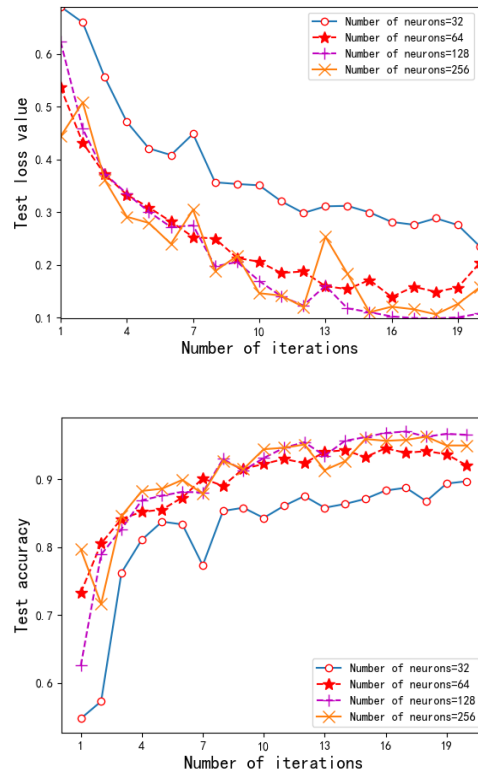 0.6
0.5
0.4
0.3
0.2
0.1
Test loss value
Number of neurons=32
Number of neurons=64
Number of neurons=128
Number of neurons=256
1 4 7 10 13 16 19
Number of iterations
0.9
0.8
0.7
0.6
Test accuracy
Number of neurons=32
Number of neurons=64
Number of neurons=128
Number of neurons=256
1 4 7 10 13 16 19
Number of iterations